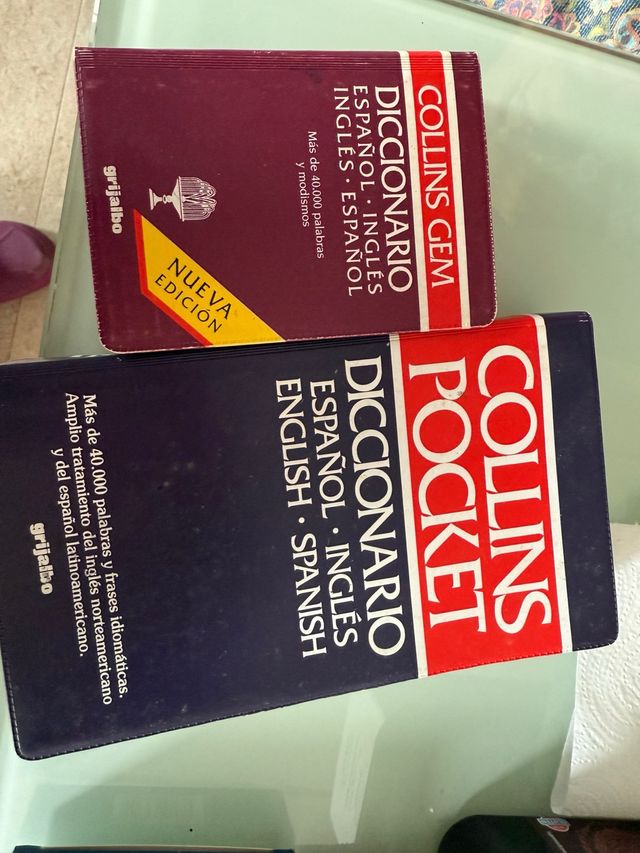 COLLINS GEM
DICCIONARIO
ESPAÑOL · INGLÉS
INGLÉS · ESPAÑOL
Más de 40.000 palabras
y modismos
NUEVA
EDICIÓN
grijalbo
COLLINS
POCKET
DICCIONARIO
ESPAÑOL · INGLÉS
ENGLISH · SPANISH
Más de 40.000 palabras y frases idiomáticas.
Amplio tratamiento del inglés norteamericano
y del español latinoamericano.
grijalbo